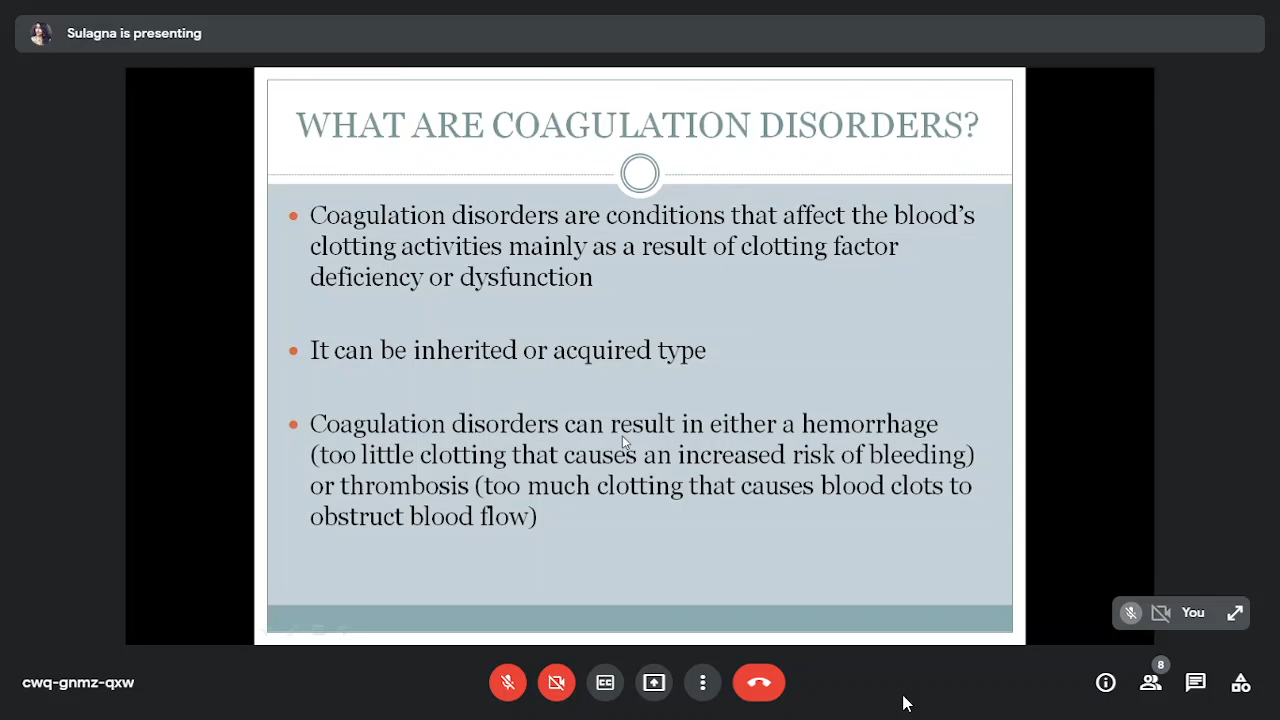 Sulagna is presenting
WHAT ARE COAGULATION DISORDERS?
• Coagulation disorders are conditions that affect the blood’s
clotting activities mainly as a result of clotting factor
deficiency or dysfunction
• It can be inherited or acquired type
• Coagulation disorders can result in either a hemorrhage
(too little clotting that causes an increased risk of bleeding)
or thrombosis (too much clotting that causes blood clots to
obstruct blood flow)
You
cwq-gnmz-qxw
CC
8